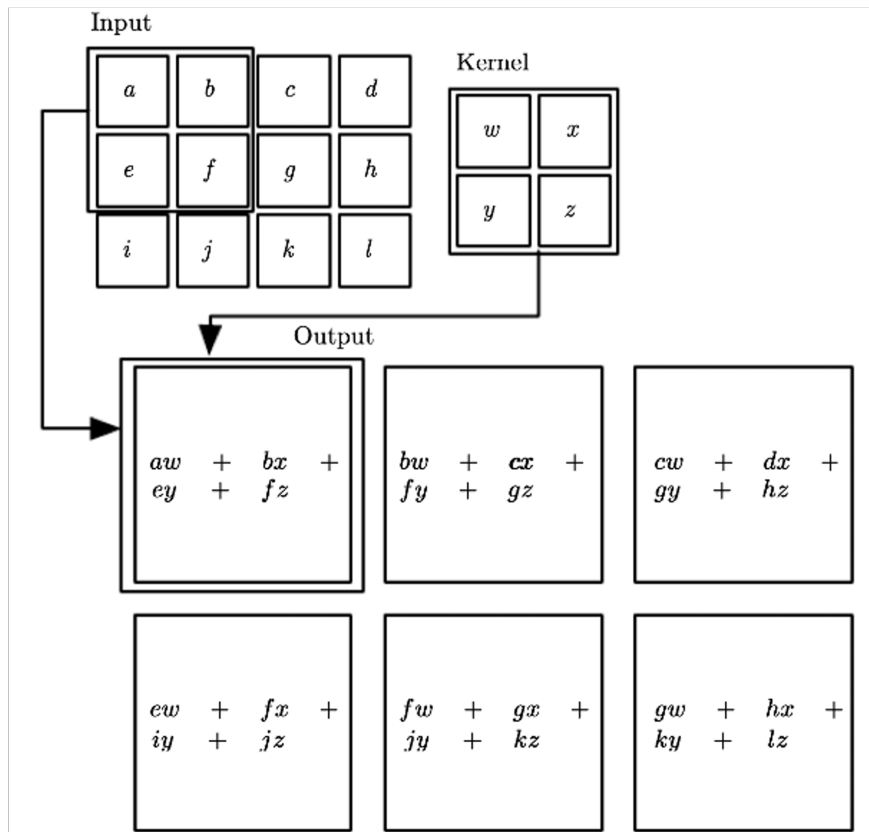 Input
Kernel
a b c d
e f g h
i j k l
w x
y z
Output
aw + bx +
ey + fz
bw + cx +
fy + gz
cw + dx +
gy + hz
ew + fx +
iy + jz
fw + gx +
jy + kz
gw + hx +
ky + lz